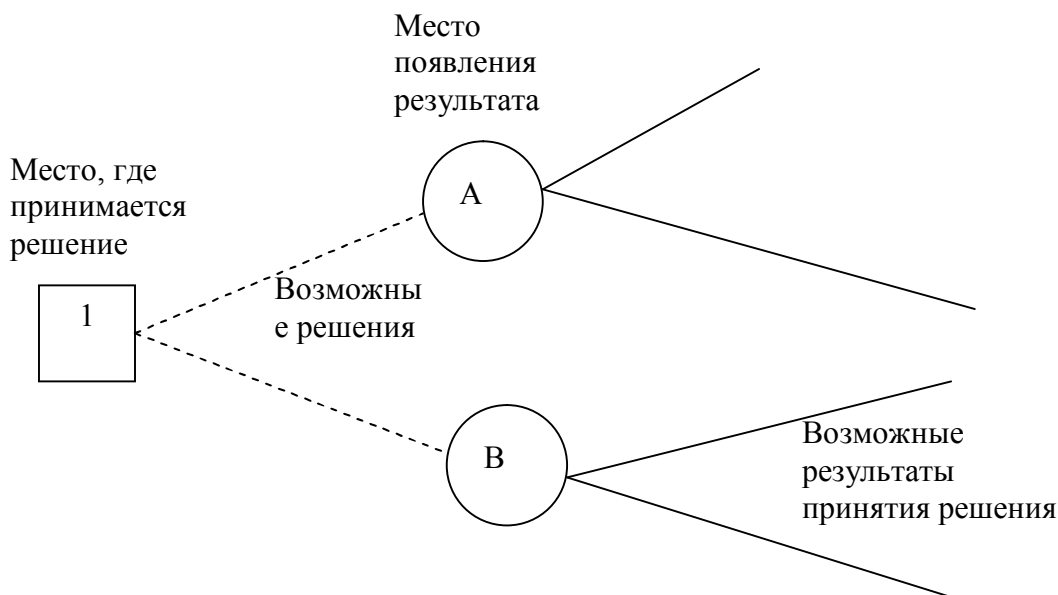 Место
появления
результата
Место, где
принимается
решение
А
1
Возможны
е решения
В
Возможные
результаты
принятия решения